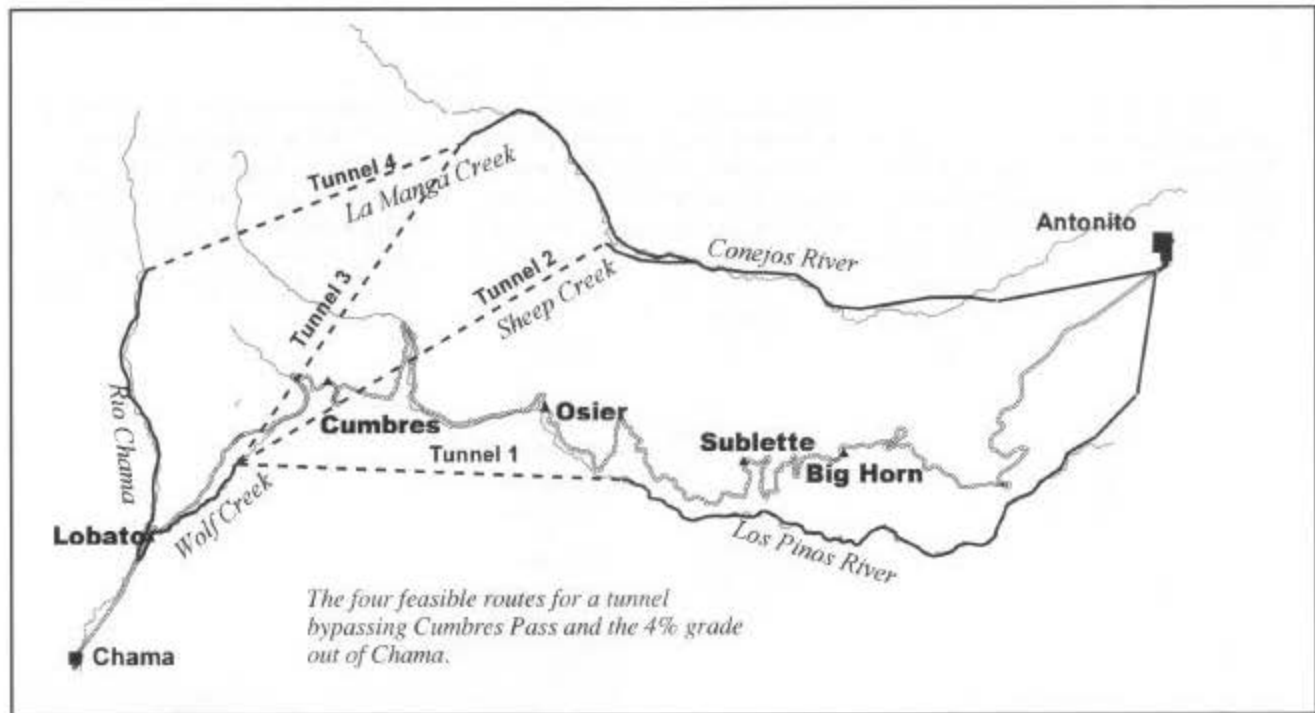 Tunnel 4
La Manga Creek
Antonito
Conejos River
Tunnel 2
Sheep Creek
Tunnel 3
Rio Chama
Cumbres
Osier
Tunnel 1
Sublette
Big Horn
Wolf Creek
Lobato
Los Pinos River
The four feasible routes for a tunnel
bypassing Cumbres Pass and the 4% grade
out of Chama.
Chama